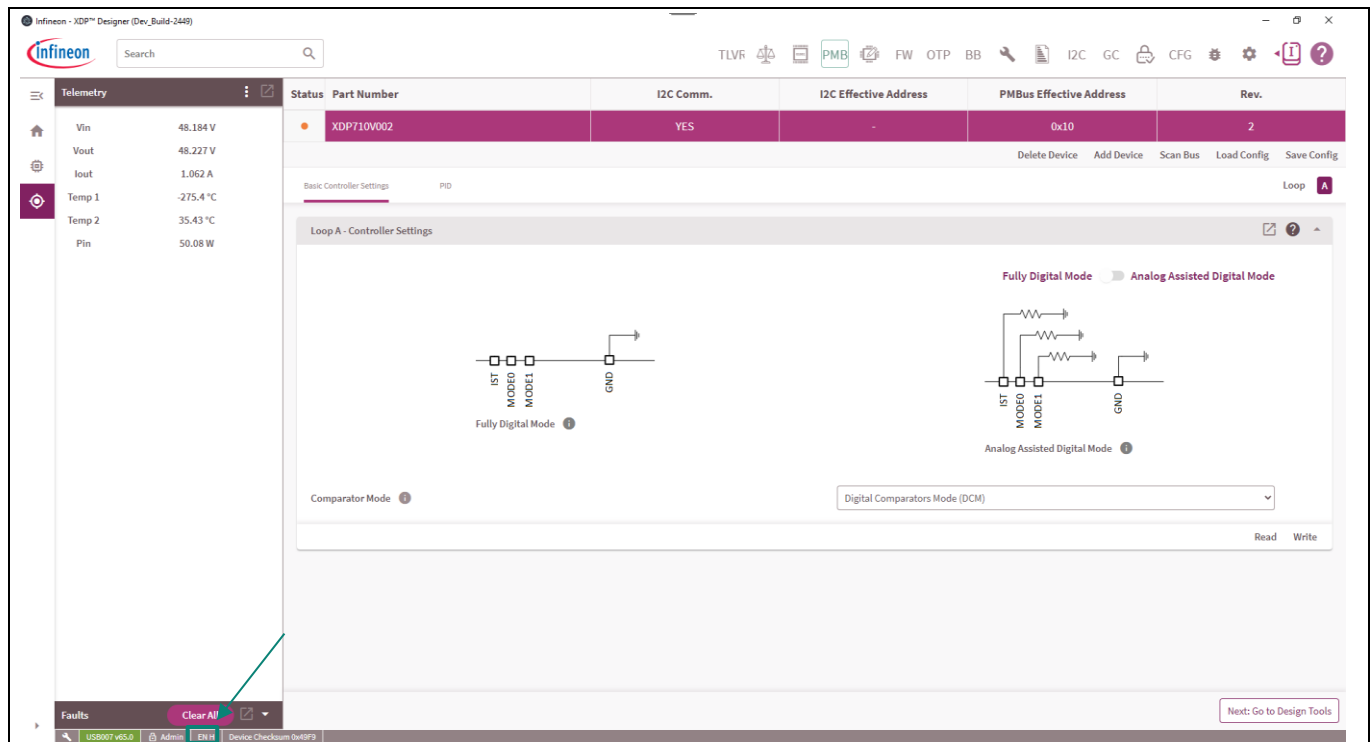 Infineon - XDP™ Designer (Dev_Build-2449)
infineon
Search
TLVR PMB FW OTP BB I2C GC CFG
Telemetry
Vin 48.184 V
Vout 48.227 V
Iout 1.062 A
Temp 1 -275.4 °C
Temp 2 35.43 °C
Pin 50.08 W
Status Part Number I2C Comm. I2C Effective Address PMBus Effective Address Rev.
XDP710V002 YES - 0x10 2
Delete Device Add Device Scan Bus Load Config Save Config
Basic Controller Settings PID Loop A
Loop A - Controller Settings
Fully Digital Mode Analog Assisted Digital Mode
IST
MODE0
MODE1
GND
Fully Digital Mode
IST
MODE0
MODE1
GND
Analog Assisted Digital Mode
Comparator Mode Digital Comparators Mode (DCM)
Read Write
Next: Go to Design Tools
Faults Clear All
USB007 v65.0 Admin EN H Device Checksum 0x49F9